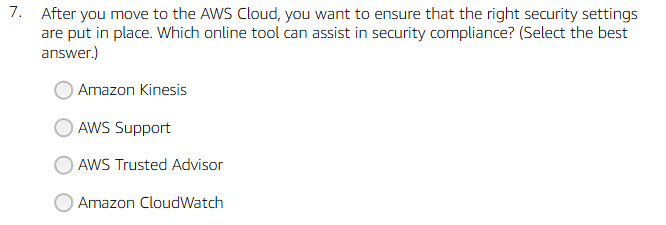 7. After you move to the AWS Cloud, you want to ensure that the right security settings
are put in place. Which online tool can assist in security compliance? (Select the best
answer.)
Amazon Kinesis
AWS Support
AWS Trusted Advisor
Amazon CloudWatch